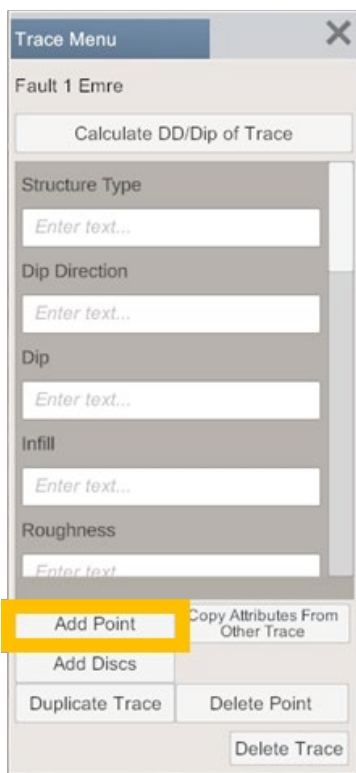 Trace Menu
Fault 1 Emre
Calculate DD/Dip of Trace
Structure Type
Enter text...
Dip Direction
Enter text...
Dip
Enter text...
Infill
Enter text...
Roughness
Enter text
Add Point
Copy Attributes From
Other Trace
Add Discs
Duplicate Trace
Delete Point
Delete Trace